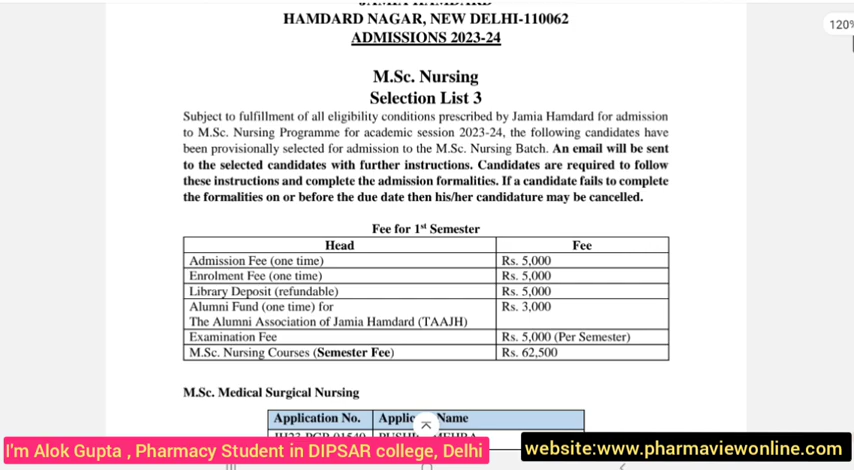 HAMDARD NAGAR, NEW DELHI-110062
120%
ADMISSIONS 2023-24
M.Sc. Nursing
Selection List 3
Subject to fulfillment of all eligibility conditions prescribed by Jamia Hamdard for admission
to M.Sc. Nursing Programme for academic session 2023-24, the following candidates have
been provisionally selected for admission to the M.Sc. Nursing Batch. An email will be sent
to the selected candidates with further instructions. Candidates are required to follow
these instructions and complete the admission formalities. If a candidate fails to complete
the formalities on or before the due date then his/her candidature may be cancelled.
Fee for 1st Semester
Head Fee
Admission Fee (one time) Rs. 5,000
Enrolment Fee (one time) Rs. 5,000
Library Deposit (refundable) Rs. 5,000
Alumni Fund (one time) for Rs. 3,000
The Alumni Association of Jamia Hamdard (TAAJH)
Examination Fee Rs. 5,000 (Per Semester)
M.Sc. Nursing Courses (Semester Fee) Rs. 62,500
M.Sc. Medical Surgical Nursing
Application No. Name
I'm Alok Gupta , Pharmacy Student in DIPSAR college, Delhi
website:www.pharmaviewonline.com